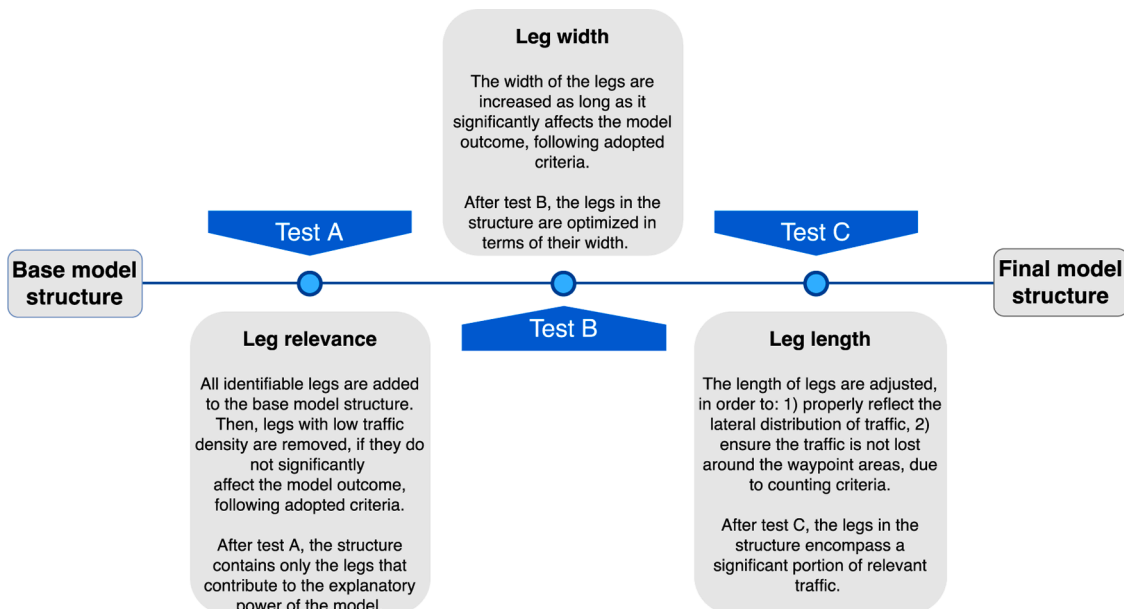 Leg width
The width of the legs are
increased as long as it
significantly affects the model
outcome, following adopted
criteria.
After test B, the legs in the
structure are optimized in
terms of their width.
Test A
Test C
Base model
structure
Final model
structure
Test B
Leg relevance
All identifiable legs are added
to the base model structure.
Then, legs with low traffic
density are removed, if they do
not significantly
affect the model outcome,
following adopted criteria.
After test A, the structure
contains only the legs that
contribute to the explanatory
power of the model
Leg length
The length of legs are adjusted,
in order to: 1) properly reflect the
lateral distribution of traffic, 2)
ensure the traffic is not lost
around the waypoint areas, due
to counting criteria.
After test C, the legs in the
structure encompass a
significant portion of relevant
traffic.